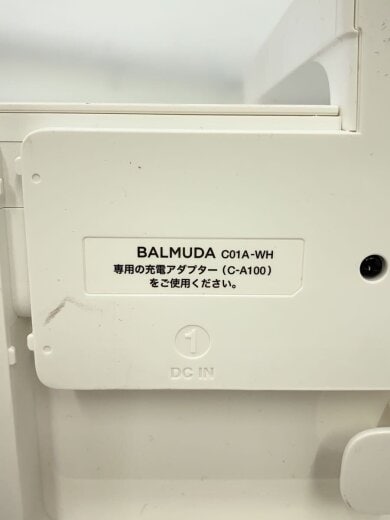 BALMUDA C01A-WH
専用の充電アダプター（C-A100）
をご使用ください。
1
DC IN